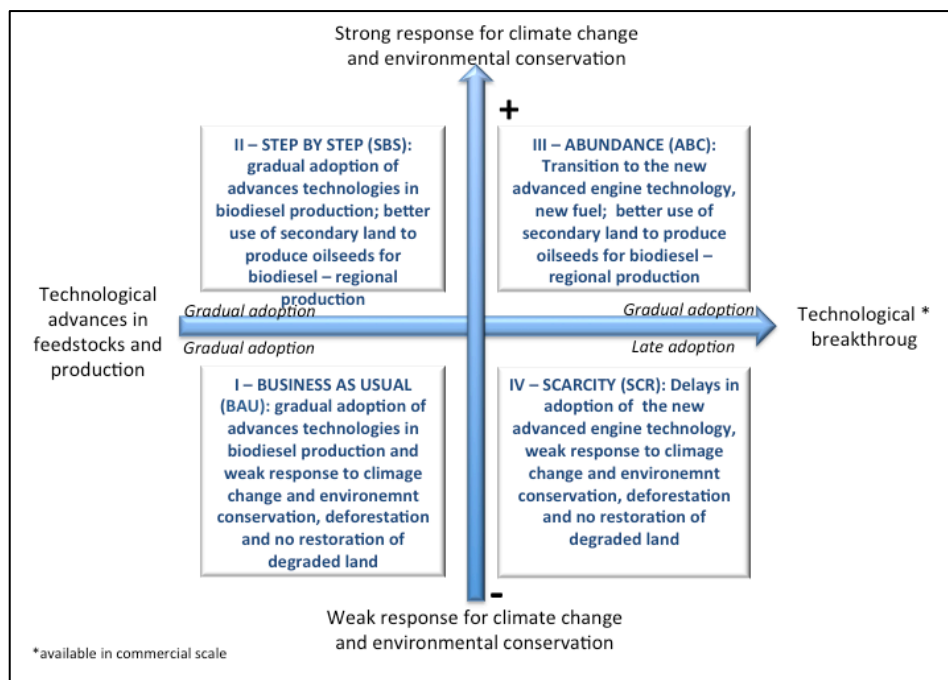 Strong response for climate change
and environmental conservation
+
II – STEP BY STEP (SBS):
gradual adoption of
advances technologies in
biodiesel production; better
use of secondary land to
produce oilseeds for
biodiesel – regional
production
III – ABUNDANCE (ABC):
Transition to the new
advanced engine technology,
new fuel;  better use of
secondary land to produce
oilseeds for biodiesel –
regional production
Technological
advances in
feedstocks and
production
Gradual adoption
Gradual adoption
Gradual adoption
Late adoption
Technological *
breakthroug
I – BUSINESS AS USUAL
(BAU): gradual adoption of
advances technologies in
biodiesel production and
weak response to climage
change and environemnt
conservation, deforestation
and no restoration of
degraded land
IV – SCARCITY (SCR): Delays in
adoption of  the new
advanced engine technology,
weak response to climage
change and environemnt
conservation, deforestation
and no restoration of
degraded land
-
Weak response for climate change
and environmental conservation
*available in commercial scale